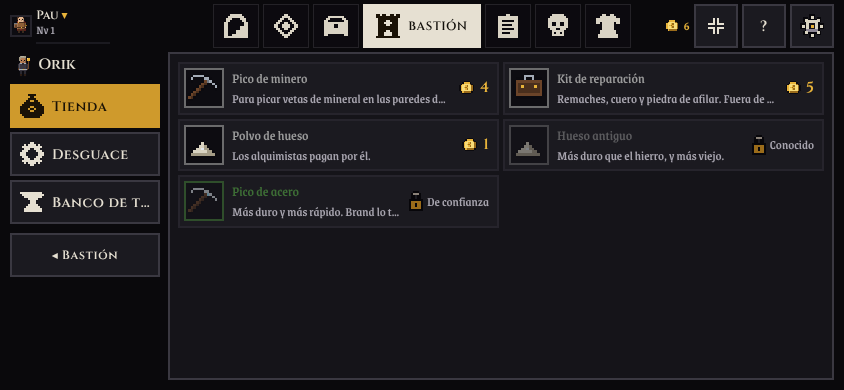 Pau ▾
Nv 1
Bastión
6
?
Orik
Tienda
Desguace
Banco de t...
◂ Bastión
Pico de minero
Para picar vetas de mineral en las paredes d...
4
Kit de reparación
Remaches, cuero y piedra de afilar. Fuera de ...
5
Polvo de hueso
Los alquimistas pagan por él.
1
Hueso antiguo
Más duro que el hierro, y más viejo.
Conocido
Pico de acero
Más duro y más rápido. Brand lo t...
De confianza